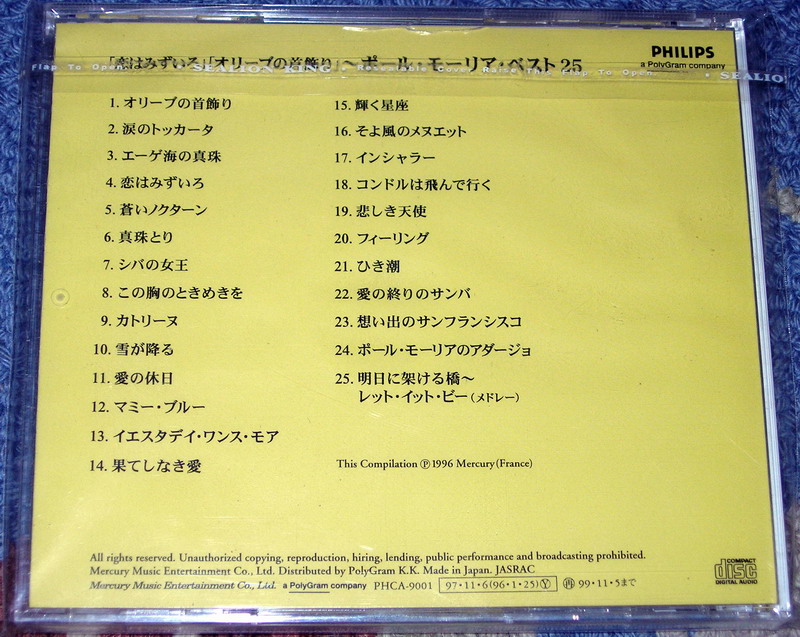 「恋はみずいろ」「オリーブの首飾り」～ポール・モーリア・ベスト25
PHILIPS
a PolyGram company
Flap To Open. SEALION KING. Resealable Cover Raise This Flap To Open. SEALIO
1. オリーブの首飾り
2. 涙のトッカータ
3. エーゲ海の真珠
4. 恋はみずいろ
5. 蒼いノクターン
6. 真珠とり
7. シバの女王
8. この胸のときめきを
9. カトリーヌ
10. 雪が降る
11. 愛の休日
12. マミー・ブルー
13. イエスタデイ・ワンス・モア
14. 果てしなき愛
15. 輝く星座
16. そよ風のメヌエット
17. インシャラー
18. コンドルは飛んで行く
19. 悲しき天使
20. フィーリング
21. ひき潮
22. 愛の終りのサンバ
23. 想い出のサンフランシスコ
24. ポール・モーリアのアダージョ
25. 明日に架ける橋～
レット・イット・ビー(メドレー)
This Compilation Ⓟ 1996 Mercury (France)
All rights reserved. Unauthorized copying, reproduction, hiring, lending, public performance and broadcasting prohibited.
Mercury Music Entertainment Co., Ltd. Distributed by PolyGram K.K. Made in Japan. JASRAC
Mercury Music Entertainment Co., Ltd. a PolyGram company PHCA-9001 97・11・6(96・1・25)Ⓨ ㊞99・11・5まで
COMPACT
disc
DIGITAL AUDIO